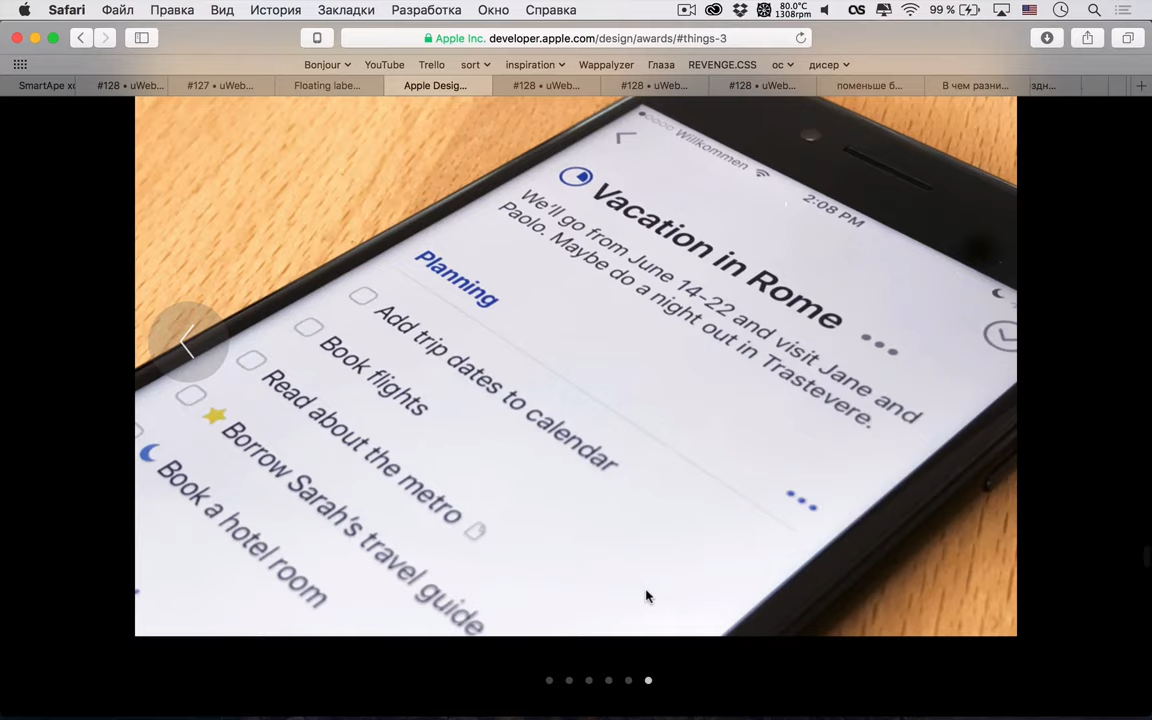 Safari Файл Правка Вид История Закладки Разработка Окно Справка 80.0°C 1308rpm 99 %
Apple Inc. developer.apple.com/design/awards/#things-3
Bonjour YouTube Trello sort inspiration Wappalyzer Глаза REVENGE.CSS ос дисер
SmartApe хо #128 • uWeb... #127 • uWeb... Floating labe... Apple Desig... #128 • uWeb... #128 • uWeb... #128 • uWeb... поменьше б... В чем разни... здн...
Willkommen 2:08 PM
Vacation in Rome
We'll go from June 14-22 and visit Jane and
Paolo. Maybe do a night out in Trastevere.
Planning
Add trip dates to calendar
Book flights
Read about the metro
Borrow Sarah's travel guide
Book a hotel room